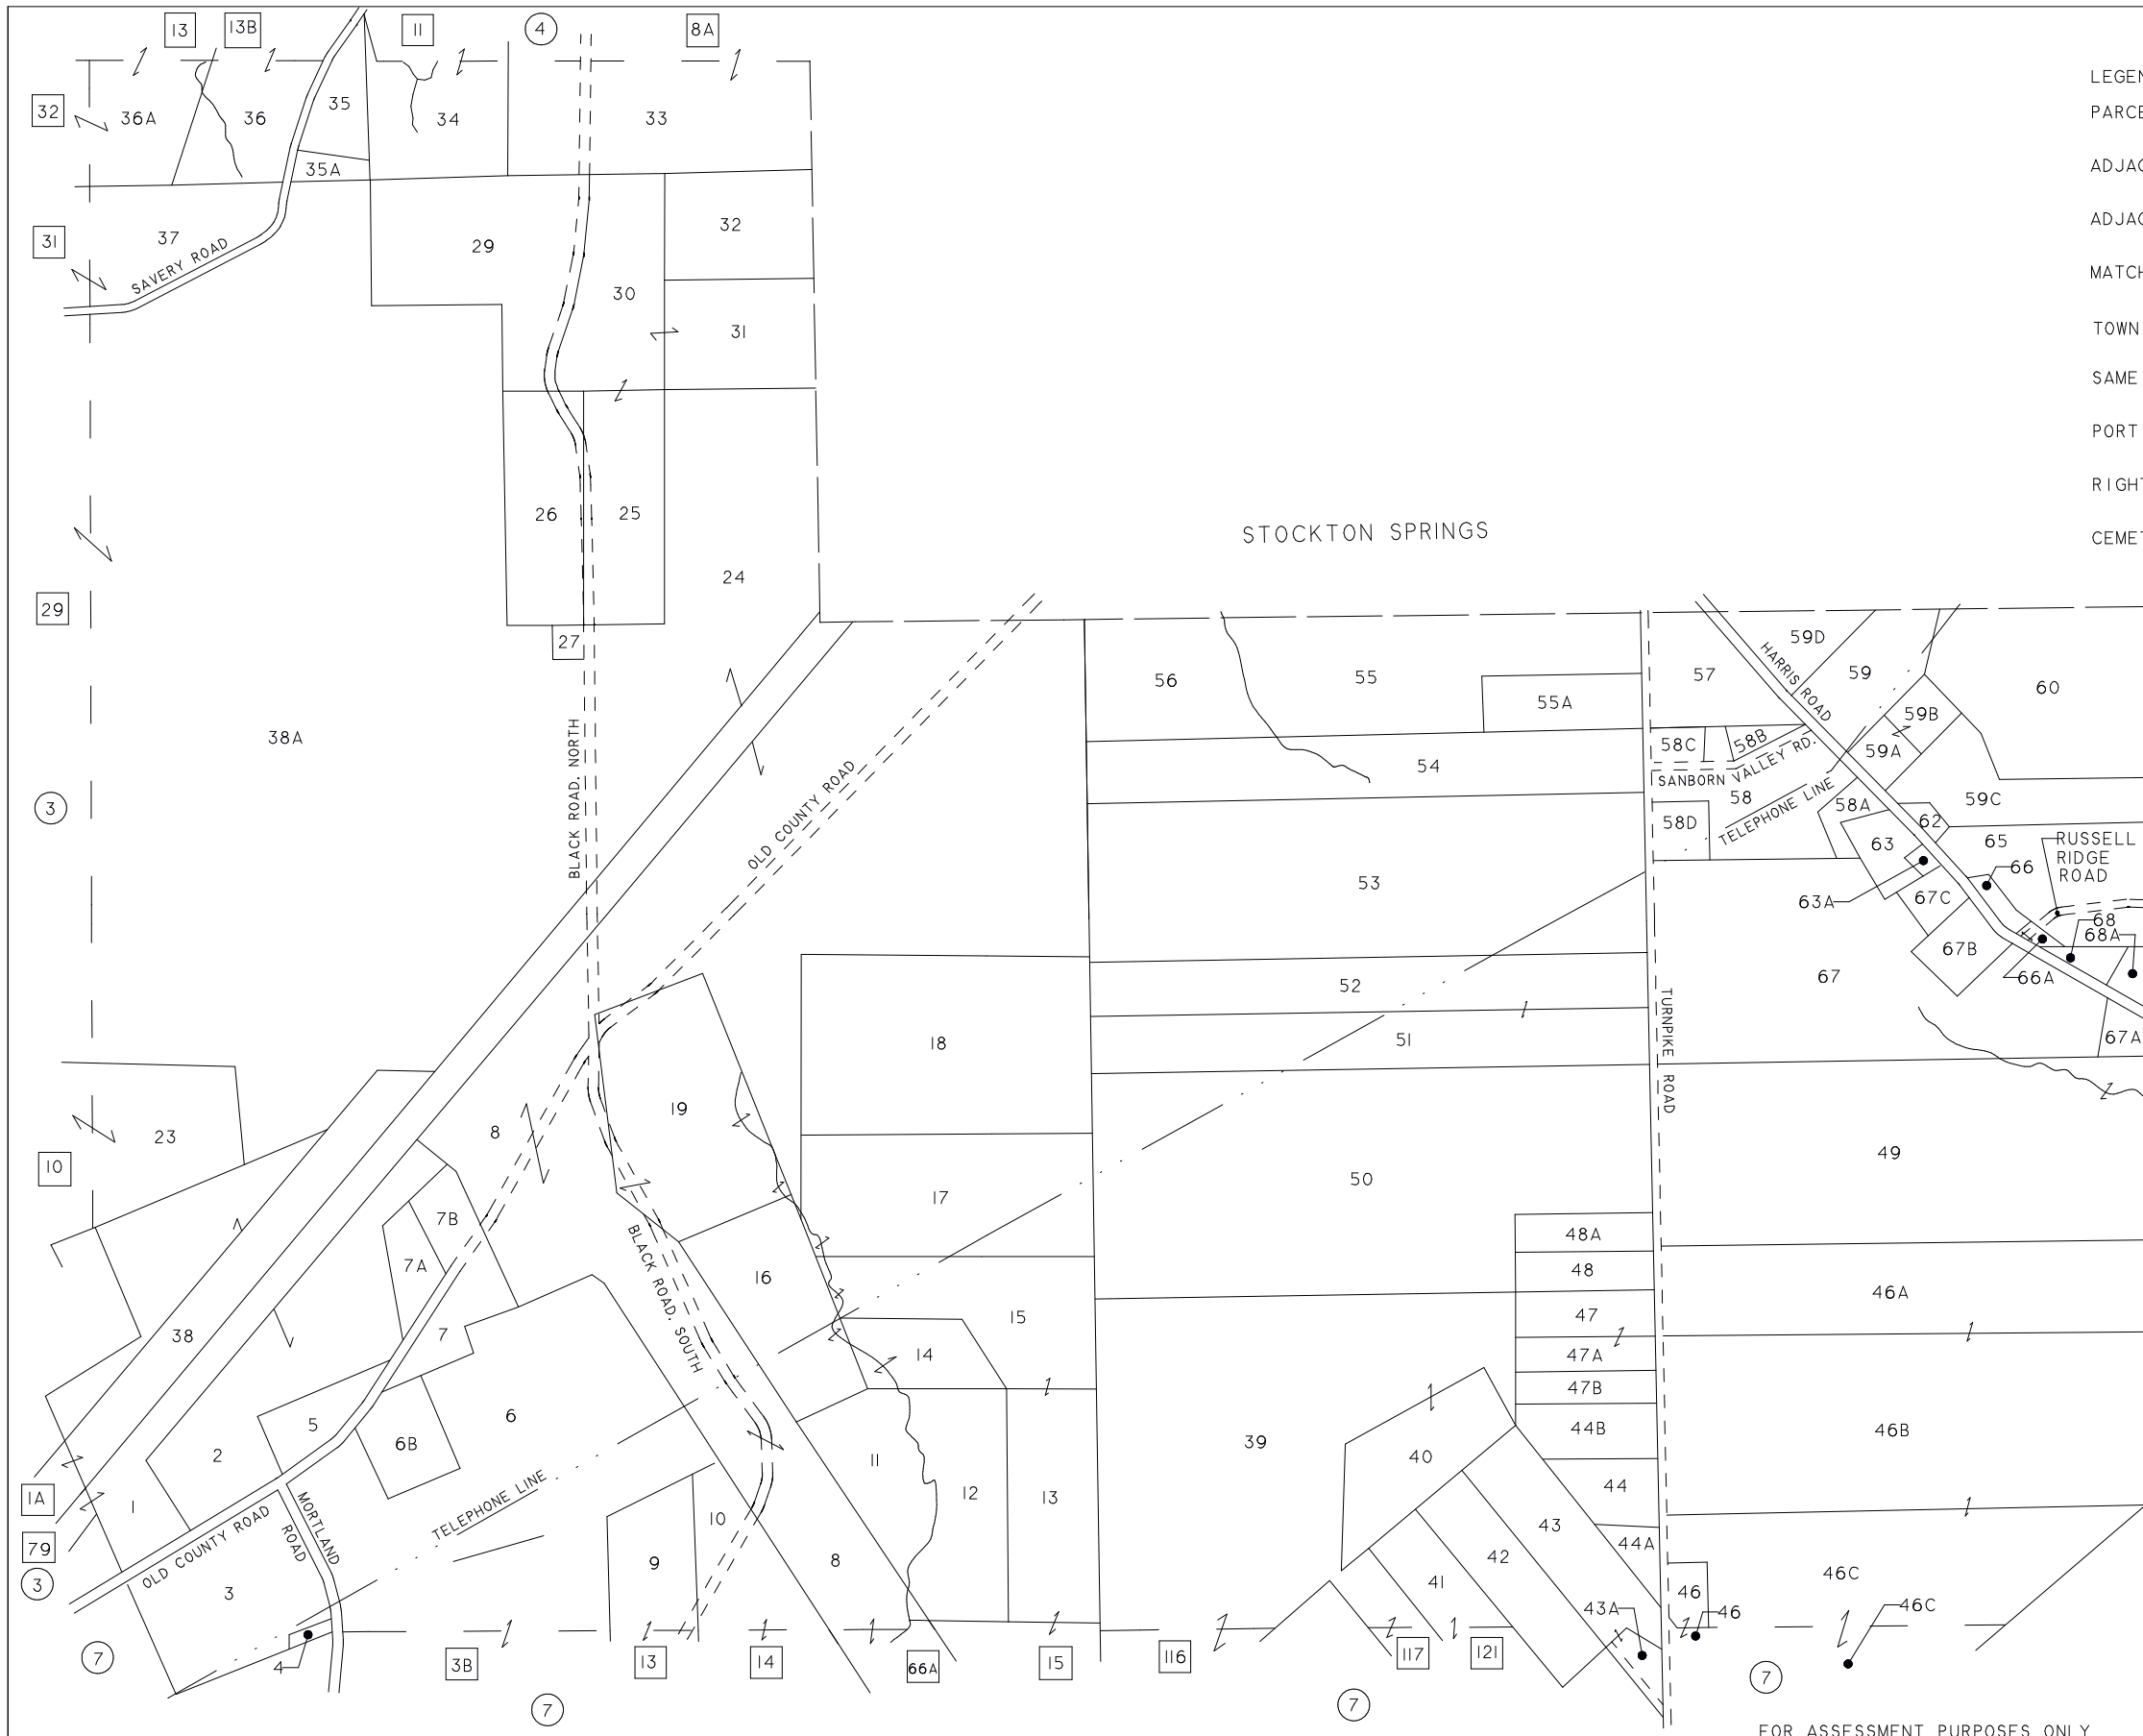 13
13B
11
4
8A
LEGEN
PARCE
ADJAC
ADJAC
MATCH
TOWN
SAME
PORT
RIGHT
CEMET
32
36A
36
35
34
33
35A
31
37
SAVERY ROAD
29
32
30
31
26
25
STOCKTON SPRINGS
29
24
27
38A
BLACK ROAD, NORTH
OLD COUNTY ROAD
3
56
55
55A
54
53
52
51
50
57
59D
HARRIS ROAD
59
60
59B
58C
58B
59A
SANBORN VALLEY RD.
58
TELEPHONE LINE
58A
59C
58D
62
63
65
RUSSELL
RIDGE
ROAD
66
63A
67C
68
68A
67B
66A
67
67A
TURNPIKE ROAD
18
19
17
16
15
14
23
10
8
7B
7A
7
BLACK ROAD, SOUTH
49
48A
48
47
47A
47B
46A
38
5
2
6
6B
11
12
13
39
40
44B
46B
44
1A
1
79
3
OLD COUNTY ROAD
MORTLAND
ROAD
TELEPHONE LINE
10
9
8
43
42
41
44A
46
46C
3
4
7
3B
13
14
66A
15
116
117
121
43A
46
46C
7
7
7
FOR ASSESSMENT PURPOSES ONLY